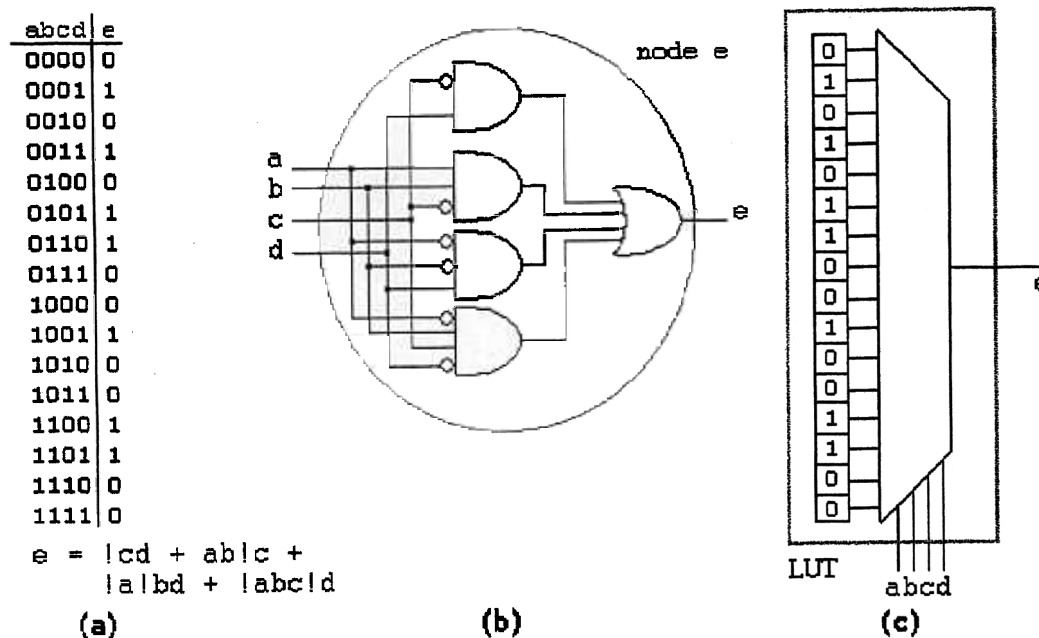 abcd e
0000 0
0001 1
0010 0
0011 1
0100 0
0101 1
0110 1
0111 0
1000 0
1001 1
1010 0
1011 0
1100 1
1101 1
1110 0
1111 0
e = !cd + ab!c +
!a!bd + !abc!d
(a)
node e
a
b
c
d
e
(b)
0
1
0
1
0
1
1
0
0
1
0
0
1
1
0
0
e
LUT
abcd
(c)